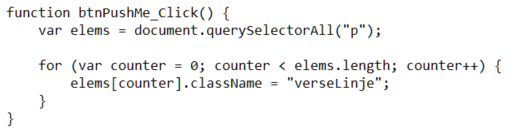 function btnPushMe_Click() {
    var elems = document.querySelectorAll("p");

    for (var counter = 0; counter < elems.length; counter++) {
        elems[counter].className = "verseLinje";
    }
}